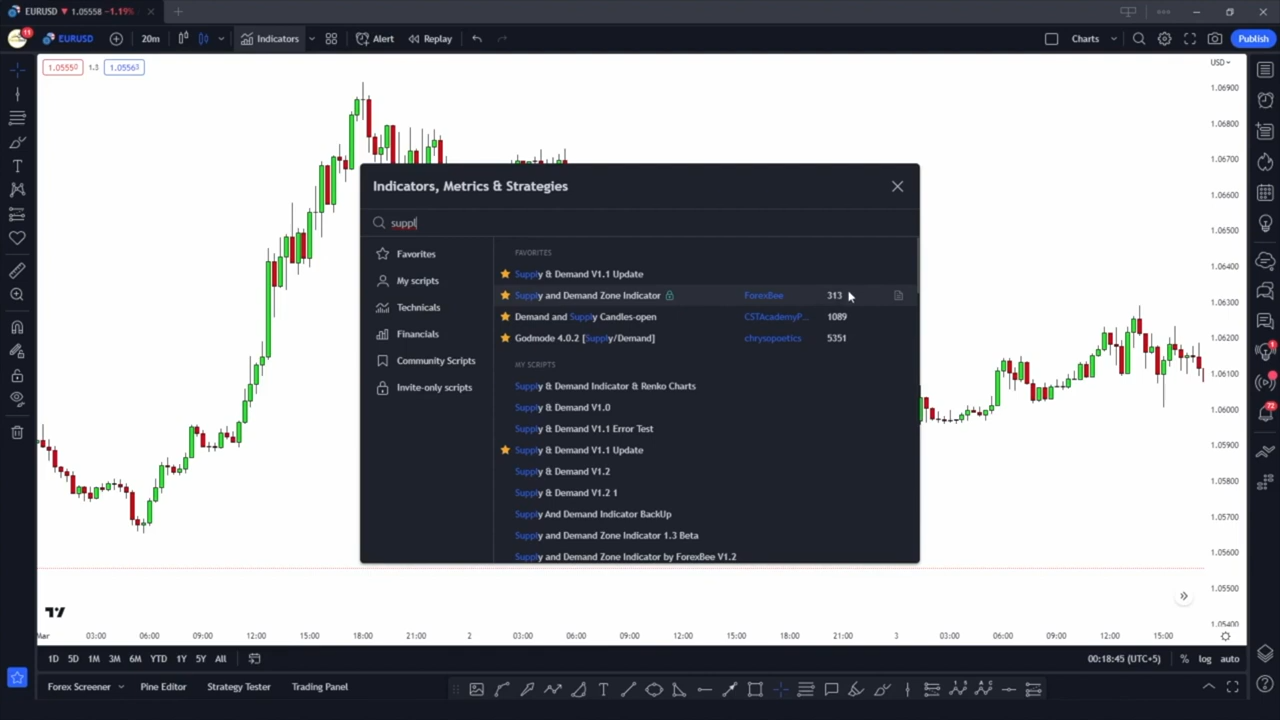 EURUSD ▼ 1.05558 −1.19%
11
EURUSD
20m
Indicators
Alert
Replay
Charts
Publish
1.05550
1.3
1.05563
USD
1.06900
1.06800
1.06700
1.06600
1.06500
1.06400
1.06300
1.06200
1.06100
1.06000
1.05900
1.05800
1.05700
1.05600
1.05500
1.05400
Indicators, Metrics & Strategies
suppl
Favorites
My scripts
Technicals
Financials
Community Scripts
Invite-only scripts
FAVORITES
Supply & Demand V1.1 Update
Supply and Demand Zone Indicator ForexBee 313
Demand and Supply Candles-open CSTAcademyP... 1089
Godmode 4.0.2 [Supply/Demand] chrysopoetics 5351
MY SCRIPTS
Supply & Demand Indicator & Renko Charts
Supply & Demand V1.0
Supply & Demand V1.1 Error Test
Supply & Demand V1.1 Update
Supply & Demand V1.2
Supply & Demand V1.2 1
Supply And Demand Indicator BackUp
Supply and Demand Zone Indicator 1.3 Beta
Supply and Demand Zone Indicator by ForexBee V1.2
1
72
Mar 03:00 06:00 09:00 12:00 15:00 18:00 21:00 2 03:00 06:00 09:00 12:00 15:00 18:00 21:00 3 03:00 06:00 09:00 12:00 15:00
1D 5D 1M 3M 6M YTD 1Y 5Y All
00:18:45 (UTC+5) % log auto
Forex Screener Pine Editor Strategy Tester Trading Panel